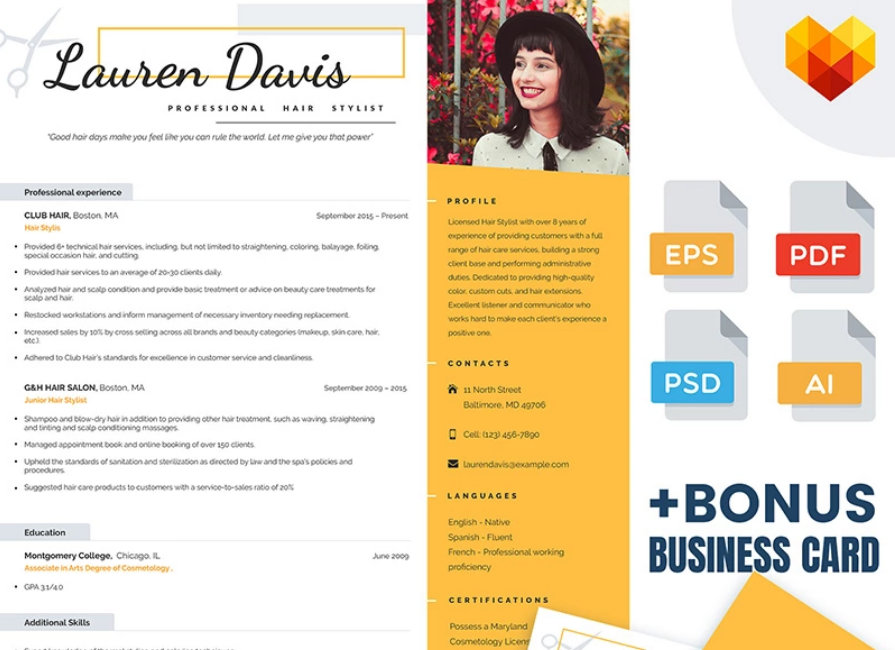 Lauren Davis
PROFESSIONAL HAIR STYLIST
"Good hair days make you feel like you can rule the world. Let me give you that power"
Professional experience
CLUB HAIR, Boston, MA
September 2015 – Present
Hair Stylis
• Provided 6+ technical hair services, including, but not limited to straightening, coloring, balayage, foiling,
special occasion hair, and cutting.
• Provided hair services to an average of 20-30 clients daily.
• Analyzed hair and scalp condition and provide basic treatment or advice on beauty care treatments for
scalp and hair.
• Restocked workstations and inform management of necessary inventory needing replacement.
• Increased sales by 10% by cross selling across all brands and beauty categories (makeup, skin care, hair,
etc.).
• Adhered to Club Hair's standards for excellence in customer service and cleanliness.
G&H HAIR SALON, Boston, MA
September 2009 – 2015
Junior Hair Stylist
• Shampoo and blow-dry hair in addition to providing other hair treatment, such as waving, straightening
and tinting and scalp conditioning massages.
• Managed appointment book and online booking of over 150 clients.
• Upheld the standards of sanitation and sterilization as directed by law and the spa's policies and
procedures.
• Suggested hair care products to customers with a service-to-sales ratio of 20%
Education
Montgomery College, Chicago, IL
June 2009
Associate in Arts Degree of Cosmetology ,
• GPA 3.1/4.0
Additional Skills
PROFILE
Licensed Hair Stylist with over 8 years of
experience of providing customers with a full
range of hair care services, building a strong
client base and performing administrative
duties. Dedicated to providing high-quality
color, custom cuts, and hair extensions.
Excellent listener and communicator who
works hard to make each client's experience a
positive one.
CONTACTS
11 North Street
Baltimore, MD 49706
Cell: (123) 456-7890
laurendavis@example.com
LANGUAGES
English - Native
Spanish - Fluent
French - Professional working
proficiency
CERTIFICATIONS
Possess a Maryland
Cosmetology Licens
EPS
PDF
PSD
AI
+BONUS
BUSINESS CARD